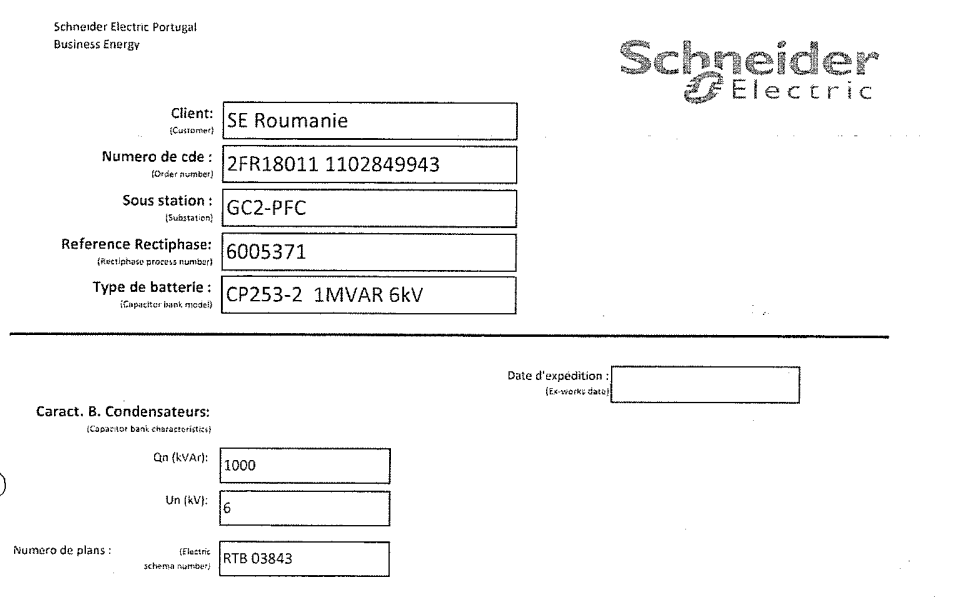 Schneider Electric Portugal
Business Energy
Schneider
Electric
Client: SE Roumanie
(Customer)
Numero de cde : 2FR18011 1102849943
(Order number)
Sous station : GC2-PFC
(Substation)
Reference Rectiphase: 6005371
(Rectiphase process number)
Type de batterie : CP253-2 1MVAR 6kV
(Capacitor bank model)
Date d'expédition :
(Ex-works date)
Caract. B. Condensateurs:
(Capacitor bank characteristics)
Qn (kVAr): 1000
Un (kV): 6
Numero de plans : (Electric RTB 03843
schema number)